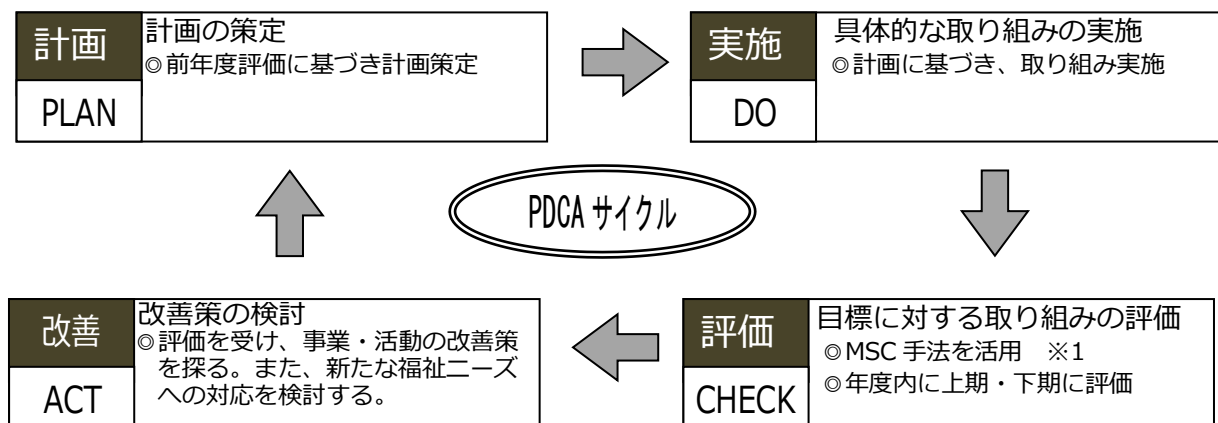 計画
PLAN
計画の策定
◎前年度評価に基づき計画策定
実施
DO
具体的な取り組みの実施
◎計画に基づき、取り組み実施
PDCA サイクル
改善
ACT
改善策の検討
◎評価を受け、事業・活動の改善策
を探る。また、新たな福祉ニーズ
への対応を検討する。
評価
CHECK
目標に対する取り組みの評価
◎MSC 手法を活用　※1
◎年度内に上期・下期に評価